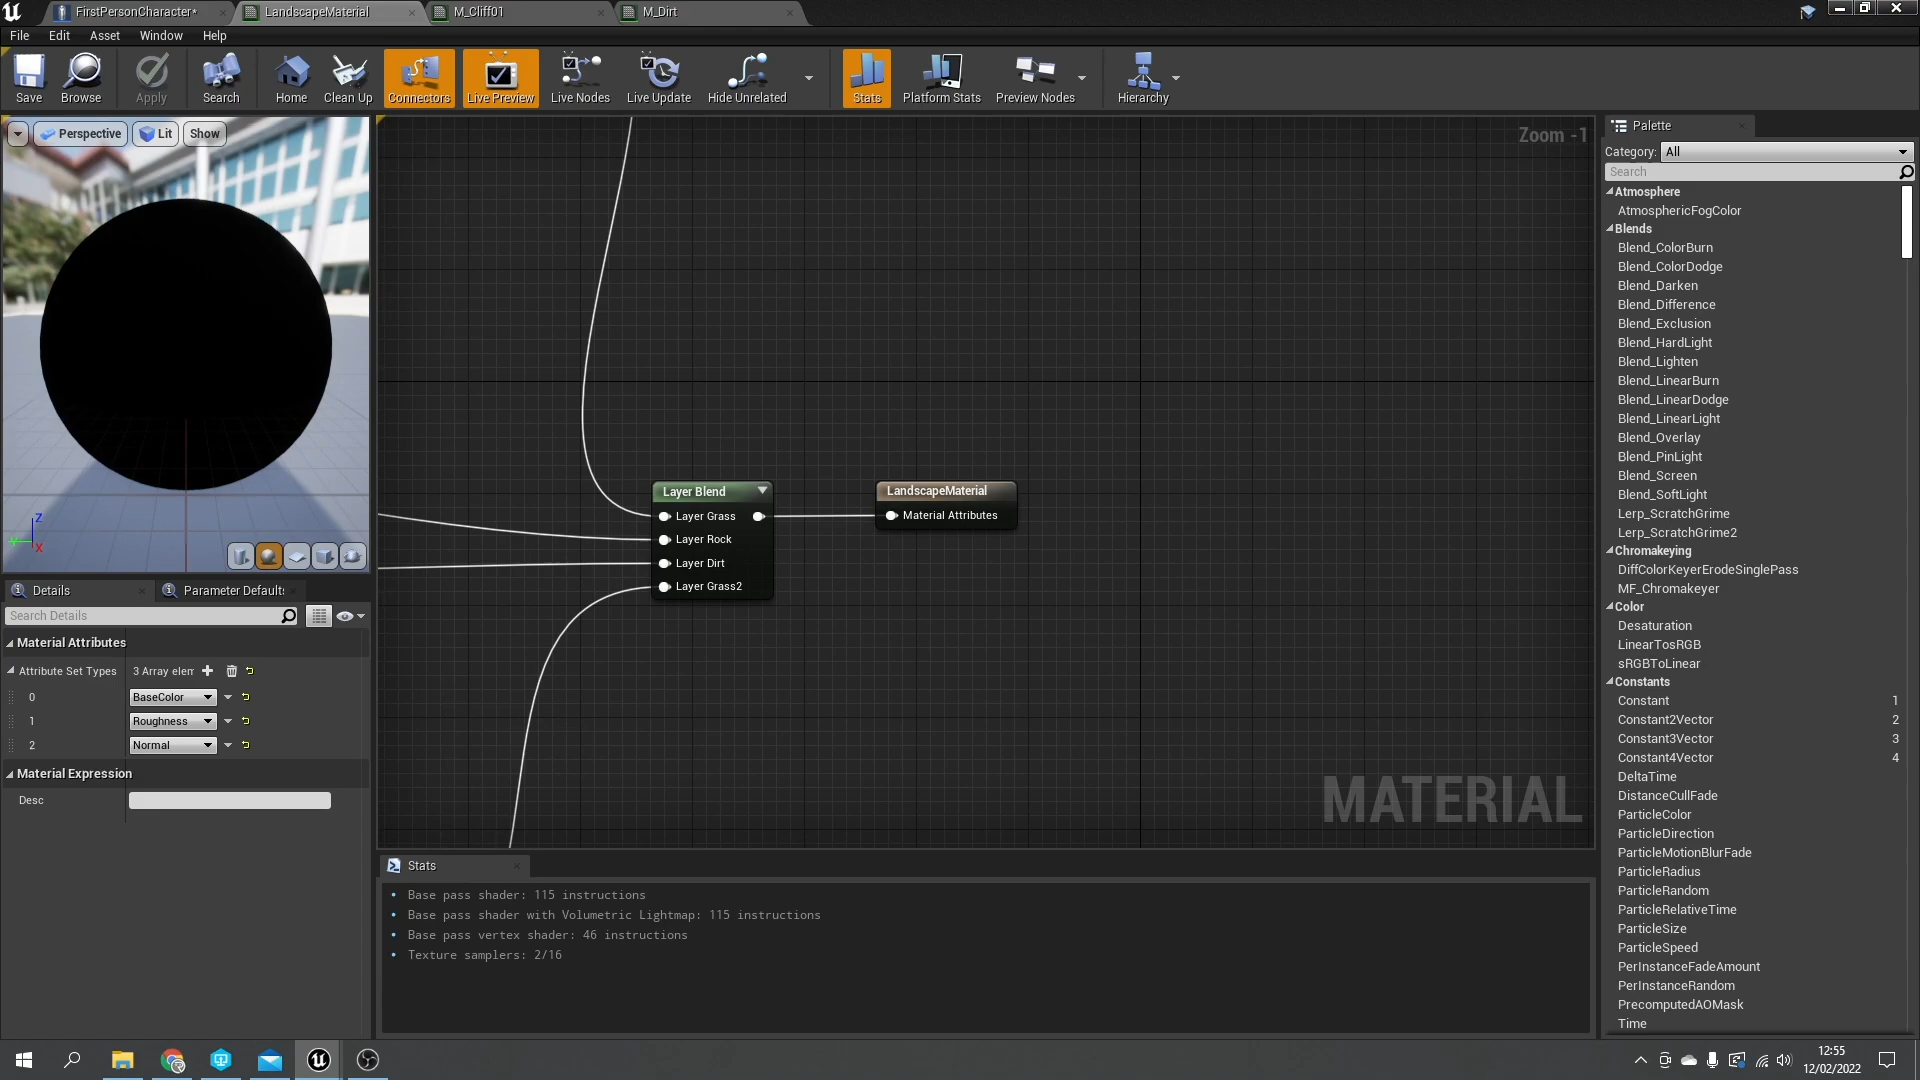 FirstPersonCharacter*
LandscapeMaterial
M_Cliff01
M_Dirt
File Edit Asset Window Help
Save
Browse
Apply
Search
Home
Clean Up
Connectors
Live Preview
Live Nodes
Live Update
Hide Unrelated
Stats
Platform Stats
Preview Nodes
Hierarchy
Perspective
Lit
Show
Z
Y
X
Zoom -1
Layer Blend
Layer Grass
Layer Rock
Layer Dirt
Layer Grass2
LandscapeMaterial
Material Attributes
MATERIAL
Details
Parameter Default
Search Details
Material Attributes
Attribute Set Types 3 Array elem
0 BaseColor
1 Roughness
2 Normal
Material Expression
Desc
Stats
Base pass shader: 115 instructions
Base pass shader with Volumetric Lightmap: 115 instructions
Base pass vertex shader: 46 instructions
Texture samplers: 2/16
Palette
Category: All
Search
Atmosphere
AtmosphericFogColor
Blends
Blend_ColorBurn
Blend_ColorDodge
Blend_Darken
Blend_Difference
Blend_Exclusion
Blend_HardLight
Blend_Lighten
Blend_LinearBurn
Blend_LinearDodge
Blend_LinearLight
Blend_Overlay
Blend_PinLight
Blend_Screen
Blend_SoftLight
Lerp_ScratchGrime
Lerp_ScratchGrime2
Chromakeying
DiffColorKeyerErodeSinglePass
MF_Chromakeyer
Color
Desaturation
LinearTosRGB
sRGBToLinear
Constants
Constant 1
Constant2Vector 2
Constant3Vector 3
Constant4Vector 4
DeltaTime
DistanceCullFade
ParticleColor
ParticleDirection
ParticleMotionBlurFade
ParticleRadius
ParticleRandom
ParticleRelativeTime
ParticleSize
ParticleSpeed
PerInstanceFadeAmount
PerInstanceRandom
PrecomputedAOMask
Time
12:55
12/02/2022